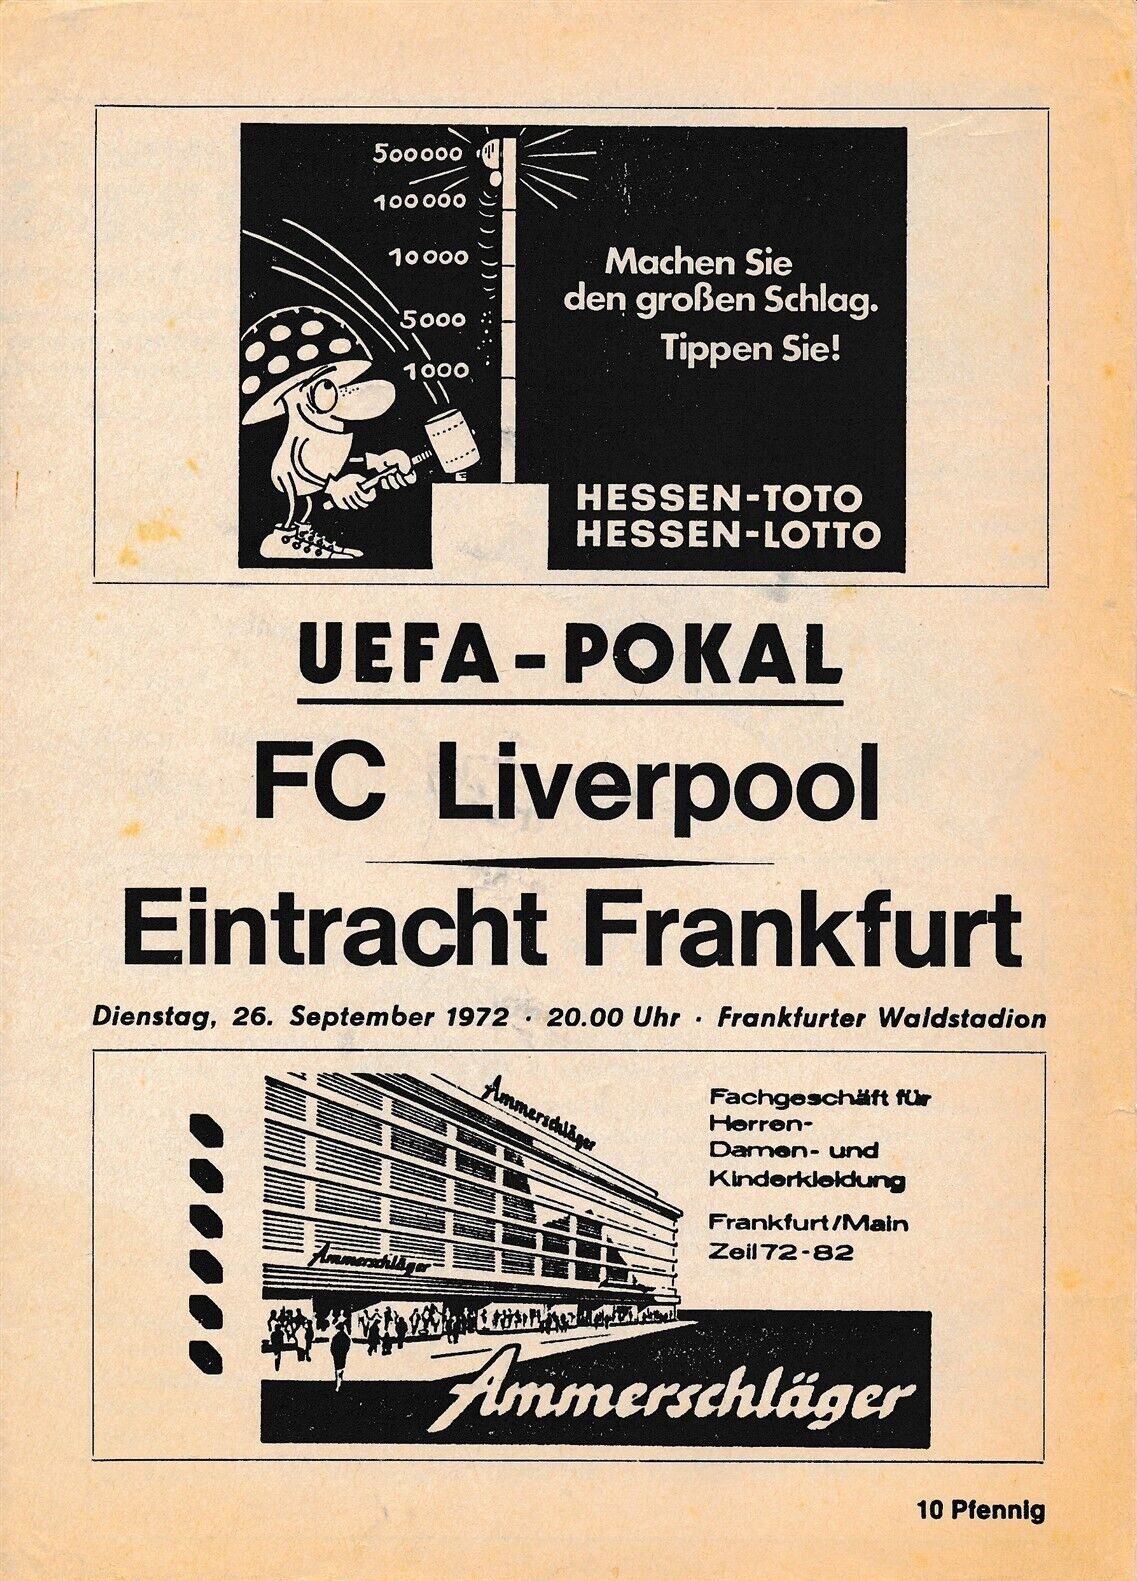 500000
100000
10000
5000
1000
Machen Sie
den großen Schlag.
Tippen Sie!
HESSEN-TOTO
HESSEN-LOTTO
UEFA-POKAL
FC Liverpool
Eintracht Frankfurt
Dienstag, 26. September 1972 · 20.00 Uhr · Frankfurter Waldstadion
Ammerschläger
Ammerschläger
Fachgeschäft für
Herren-
Damen- und
Kinderkleidung
Frankfurt/Main
Zeil 72-82
Ammerschläger
10 Pfennig